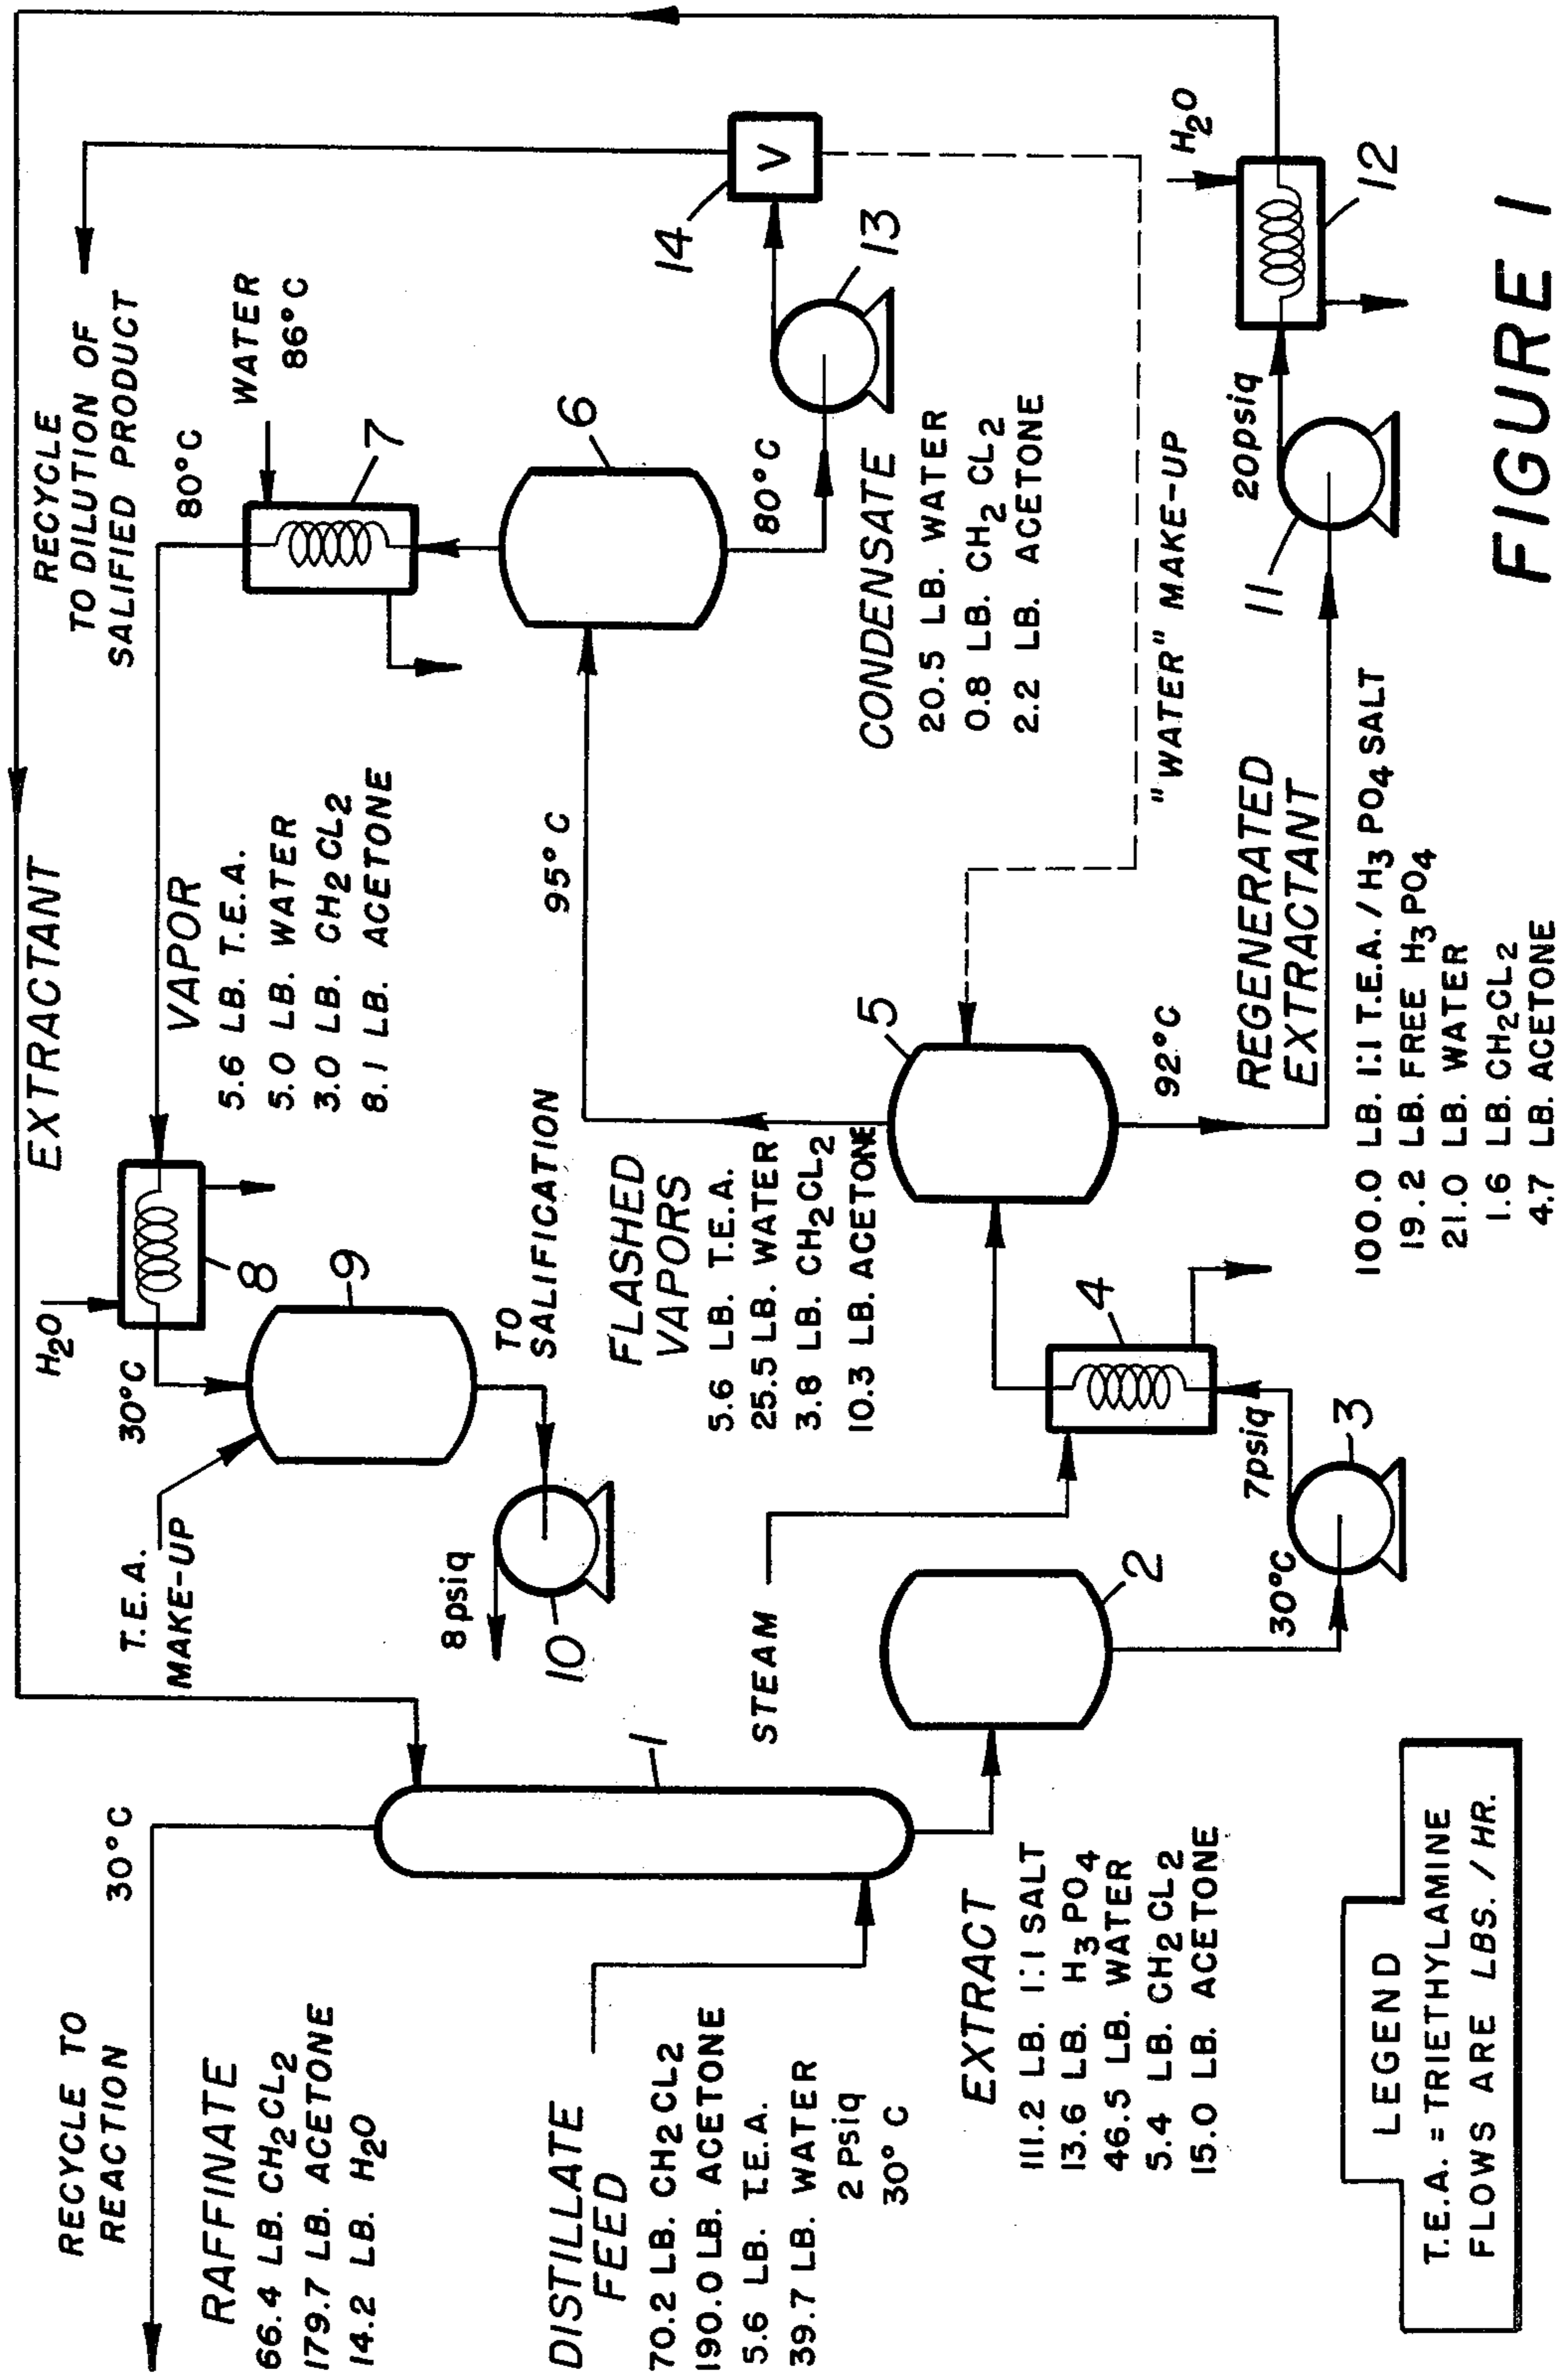 RECYCLE TO
REACTION
30°C
RAFFINATE
66.4 LB. CH2CL2
179.7 LB. ACETONE
14.2 LB. H2O
DISTILLATE
FEED
70.2 LB. CH2CL2
190.0 LB. ACETONE
5.6 LB. T.E.A.
39.7 LB. WATER
2 Psig
30° C
1
EXTRACT
111.2 LB. 1:1 SALT
13.6 LB. H3PO4
46.5 LB. WATER
5.4 LB. CH2CL2
15.0 LB. ACETONE
LEGEND
T.E.A. = TRIETHYLAMINE
FLOWS ARE LBS./HR.
EXTRACTANT
T.E.A.
MAKE-UP
30°C
H2O
8
9
8 psig
10
TO
SALIFICATION
VAPOR
5.6 LB. T.E.A.
5.0 LB. WATER
3.0 LB. CH2CL2
8.1 LB. ACETONE
STEAM
2
30°C
3
7psig
4
FLASHED
VAPORS
5.6 LB. T.E.A.
25.5 LB. WATER
3.8 LB. CH2CL2
10.3 LB. ACETONE
95° C
5
92°C
REGENERATED
EXTRACTANT
100.0 LB. 1:1 T.E.A./H3PO4 SALT
19.2 LB. FREE H3PO4
21.0 LB. WATER
1.6 LB. CH2CL2
4.7 LB. ACETONE
RECYCLE
TO DILUTION OF
SALIFIED PRODUCT
80°C
WATER
86°C
7
6
80°C
CONDENSATE
20.5 LB. WATER
0.8 LB. CH2CL2
2.2 LB. ACETONE
13
14
V
"WATER" MAKE-UP
11
20psig
H2O
12
FIGURE 1